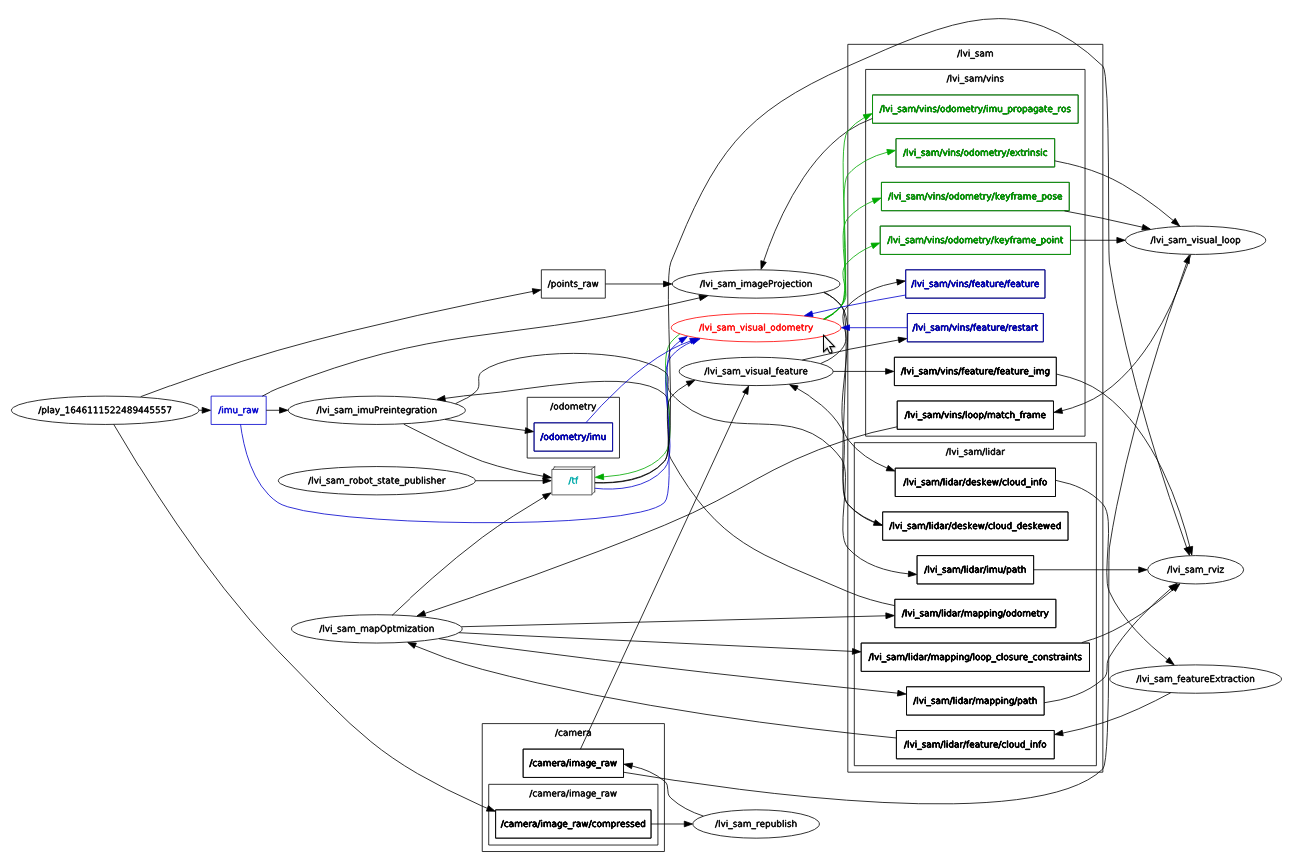 /lvi_sam
/lvi_sam/vins
/lvi_sam/vins/odometry/imu_propagate_ros
/lvi_sam/vins/odometry/extrinsic
/lvi_sam/vins/odometry/keyframe_pose
/lvi_sam/vins/odometry/keyframe_point
/lvi_sam_visual_loop
/points_raw
/lvi_sam_imageProjection
/lvi_sam/vins/feature/feature
/lvi_sam_visual_odometry
/lvi_sam/vins/feature/restart
/lvi_sam_visual_feature
/lvi_sam/vins/feature/feature_img
/play_1646111522489445557
/imu_raw
/lvi_sam_imuPreintegration
/odometry
/odometry/imu
/lvi_sam/vins/loop/match_frame
/lvi_sam/lidar
/lvi_sam_robot_state_publisher
/tf
/lvi_sam/lidar/deskew/cloud_info
/lvi_sam/lidar/deskew/cloud_deskewed
/lvi_sam/lidar/imu/path
/lvi_sam_rviz
/lvi_sam/lidar/mapping/odometry
/lvi_sam_mapOptmization
/lvi_sam/lidar/mapping/loop_closure_constraints
/lvi_sam_featureExtraction
/lvi_sam/lidar/mapping/path
/lvi_sam/lidar/feature/cloud_info
/camera
/camera/image_raw
/camera/image_raw
/camera/image_raw/compressed
/lvi_sam_republish